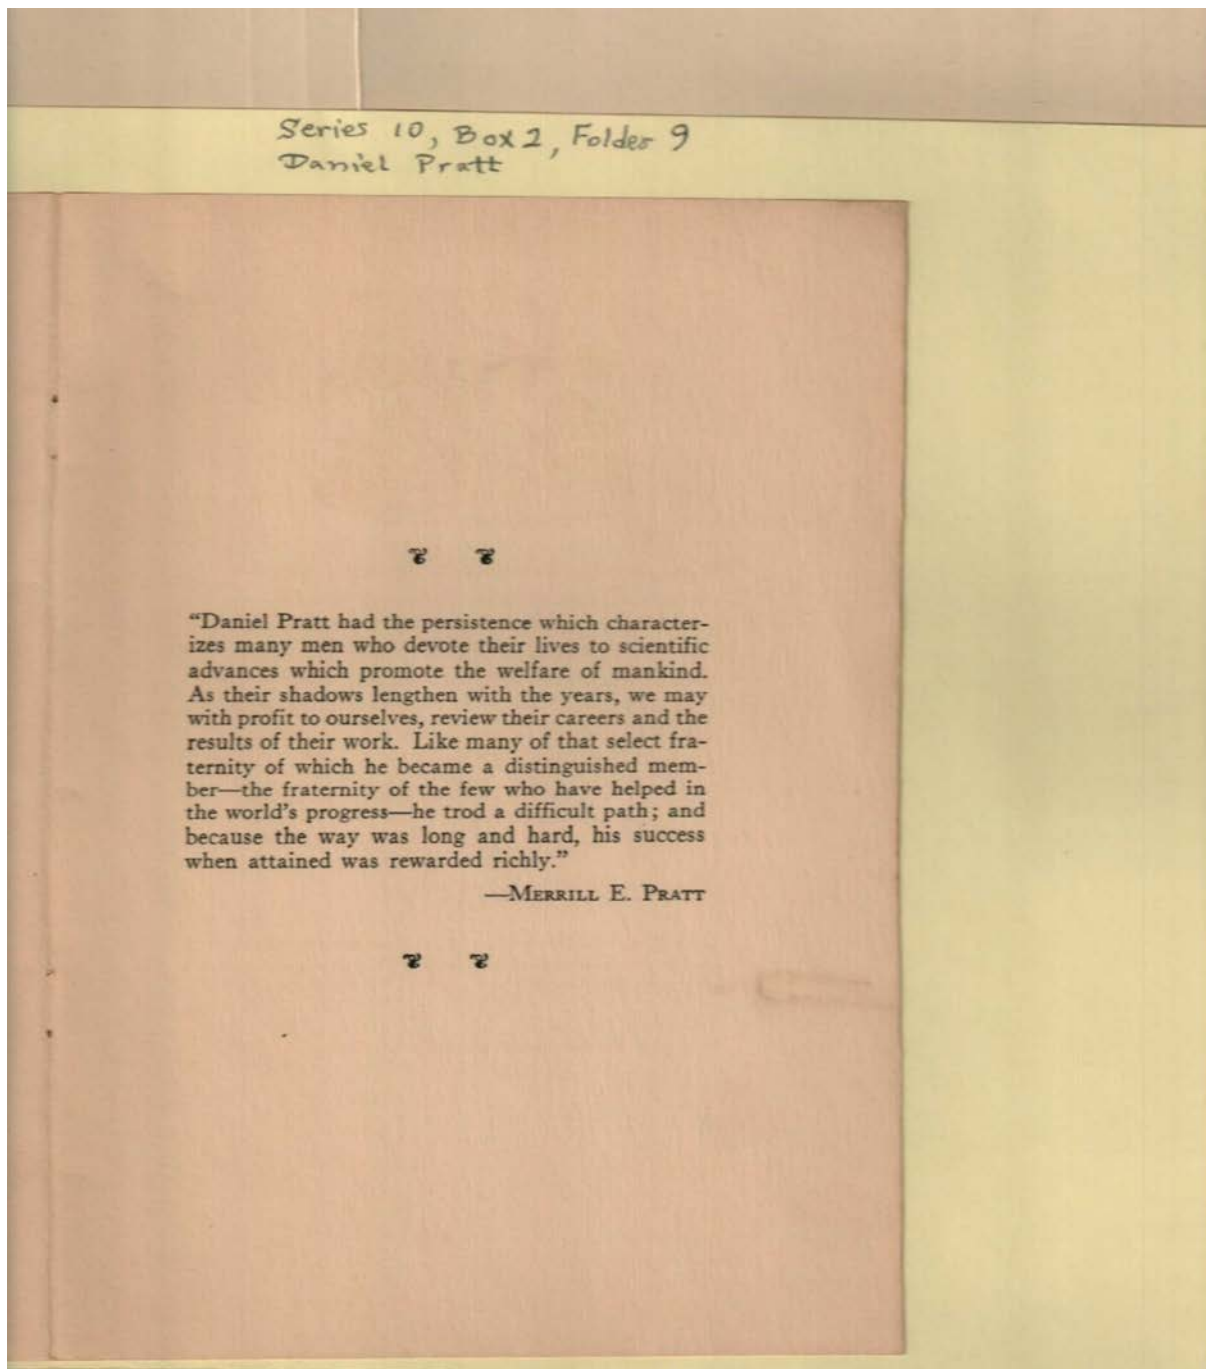 Series 10, Box 2, Folder 9
Daniel Pratt
“Daniel Pratt had the persistence which character-
izes many men who devote their lives to scientific
advances which promote the welfare of mankind.
As their shadows lengthen with the years, we may
with profit to ourselves, review their careers and the
results of their work. Like many of that select fra-
ternity of which he became a distinguished mem-
ber—the fraternity of the few who have helped in
the world’s progress—he trod a difficult path; and
because the way was long and hard, his success
when attained was rewarded richly.”
—MERRILL E. PRATT